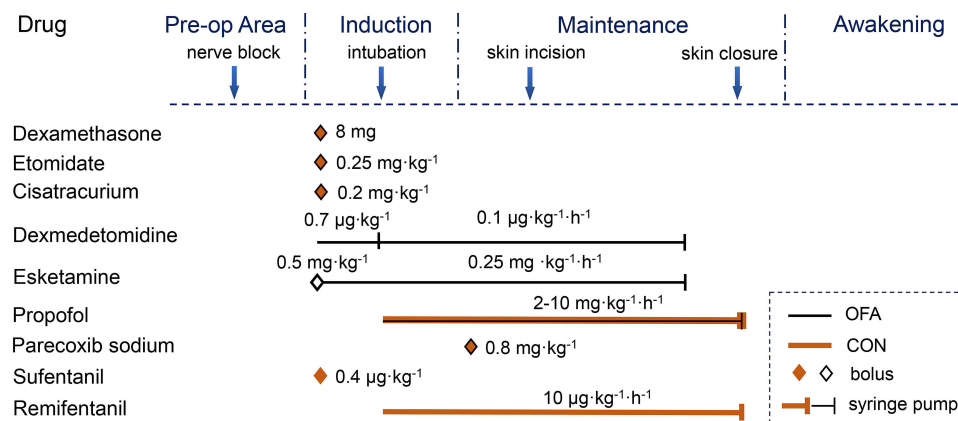 Drug Pre-op Area Induction Maintenance Awakening
nerve block intubation skin incision skin closure
Dexamethasone 8 mg
Etomidate 0.25 mg·kg⁻¹
Cisatracurium 0.2 mg·kg⁻¹
0.7 µg·kg⁻¹ 0.1 µg·kg⁻¹·h⁻¹
Dexmedetomidine
0.5 mg·kg⁻¹ 0.25 mg ·kg⁻¹·h⁻¹
Esketamine
2-10 mg·kg⁻¹·h⁻¹
Propofol
Parecoxib sodium 0.8 mg·kg⁻¹
Sufentanil 0.4 µg·kg⁻¹
10 µg·kg⁻¹·h⁻¹
Remifentanil
OFA
CON
bolus
syringe pump